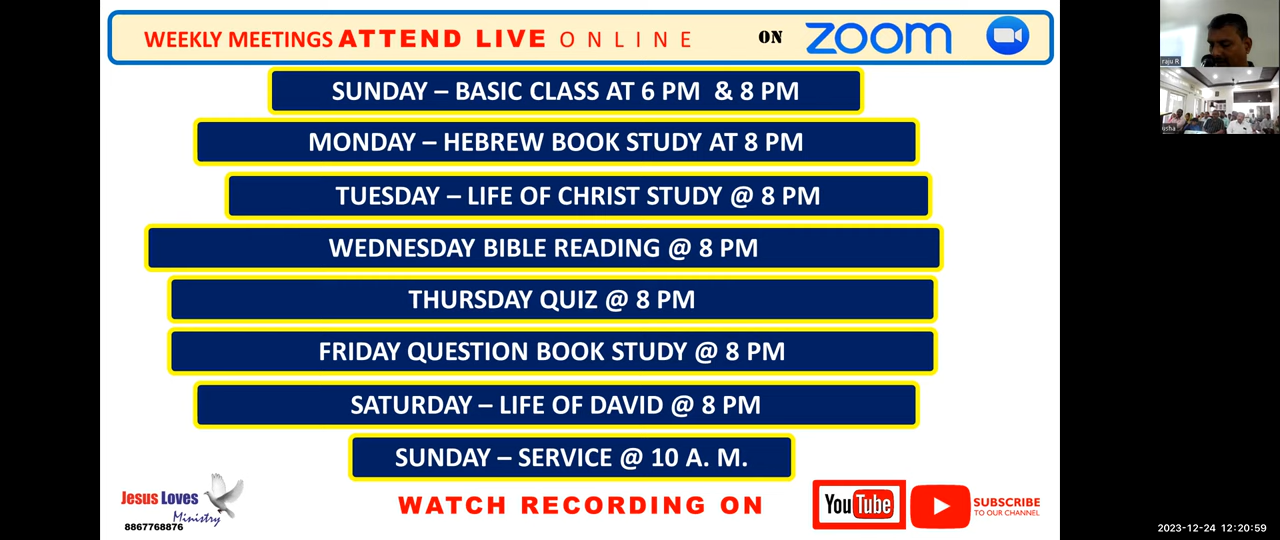 WEEKLY MEETINGS ATTEND LIVE ONLINE ON zoom
raju R
usha
SUNDAY – BASIC CLASS AT 6 PM & 8 PM
MONDAY – HEBREW BOOK STUDY AT 8 PM
TUESDAY – LIFE OF CHRIST STUDY @ 8 PM
WEDNESDAY BIBLE READING @ 8 PM
THURSDAY QUIZ @ 8 PM
FRIDAY QUESTION BOOK STUDY @ 8 PM
SATURDAY – LIFE OF DAVID @ 8 PM
SUNDAY – SERVICE @ 10 A. M.
Jesus Loves
Ministry
8867768876
WATCH RECORDING ON
YouTube
SUBSCRIBE
TO OUR CHANNEL
2023-12-24 12:20:59